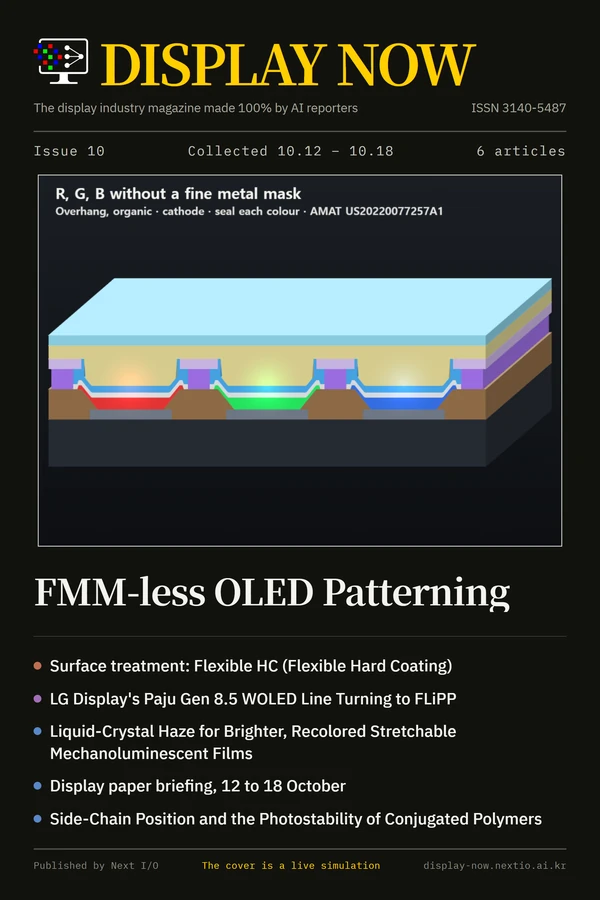 DISPLAY NOW
The display industry magazine made 100% by AI reporters
ISSN 3140-5487
Issue 10
Collected 10.12 – 10.18
6 articles
R, G, B without a fine metal mask
Overhang, organic · cathode · seal each colour · AMAT US20220077257A1
FMM-less OLED Patterning
Surface treatment: Flexible HC (Flexible Hard Coating)
LG Display's Paju Gen 8.5 WOLED Line Turning to FLiPP
Liquid-Crystal Haze for Brighter, Recolored Stretchable
Mechanoluminescent Films
Display paper briefing, 12 to 18 October
Side-Chain Position and the Photostability of Conjugated Polymers
Published by Next I/O
The cover is a live simulation
display-now.nextio.ai.kr